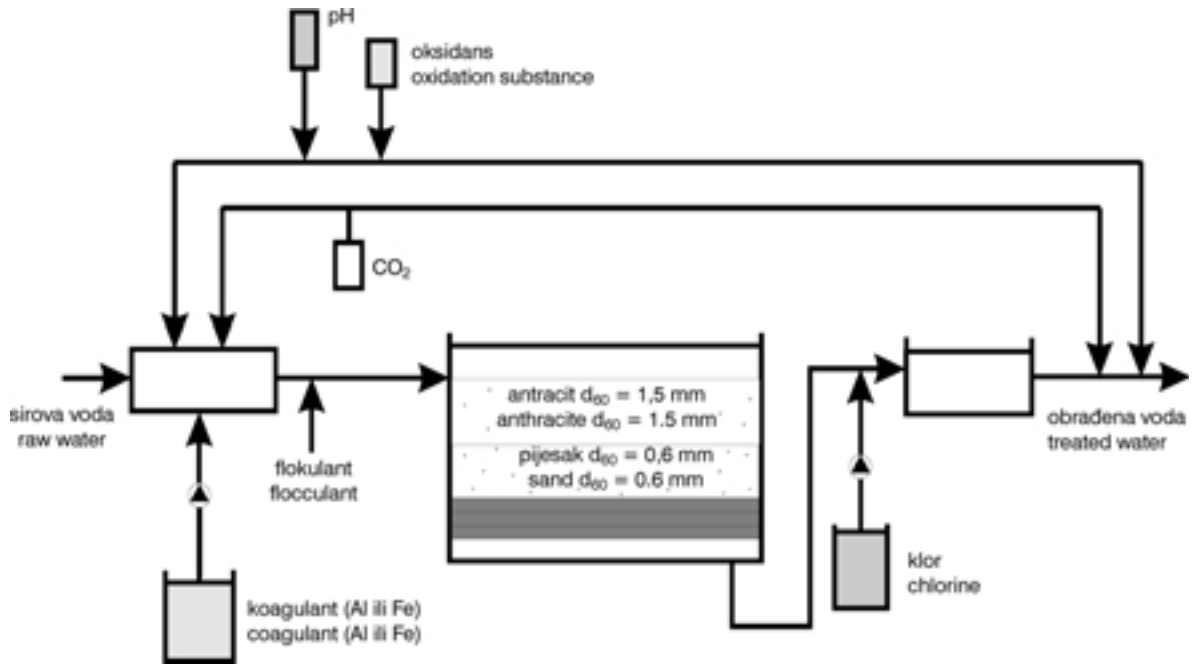 pH
oksidans
oxidation substance
CO₂
sirova voda
raw water
flokulant
flocculant
antracit d₆₀ = 1,5 mm
anthracite d₆₀ = 1.5 mm
pijesak d₆₀ = 0,6 mm
sand d₆₀ = 0.6 mm
obrađena voda
treated water
klor
chlorine
koagulant (Al ili Fe)
coagulant (Al ili Fe)